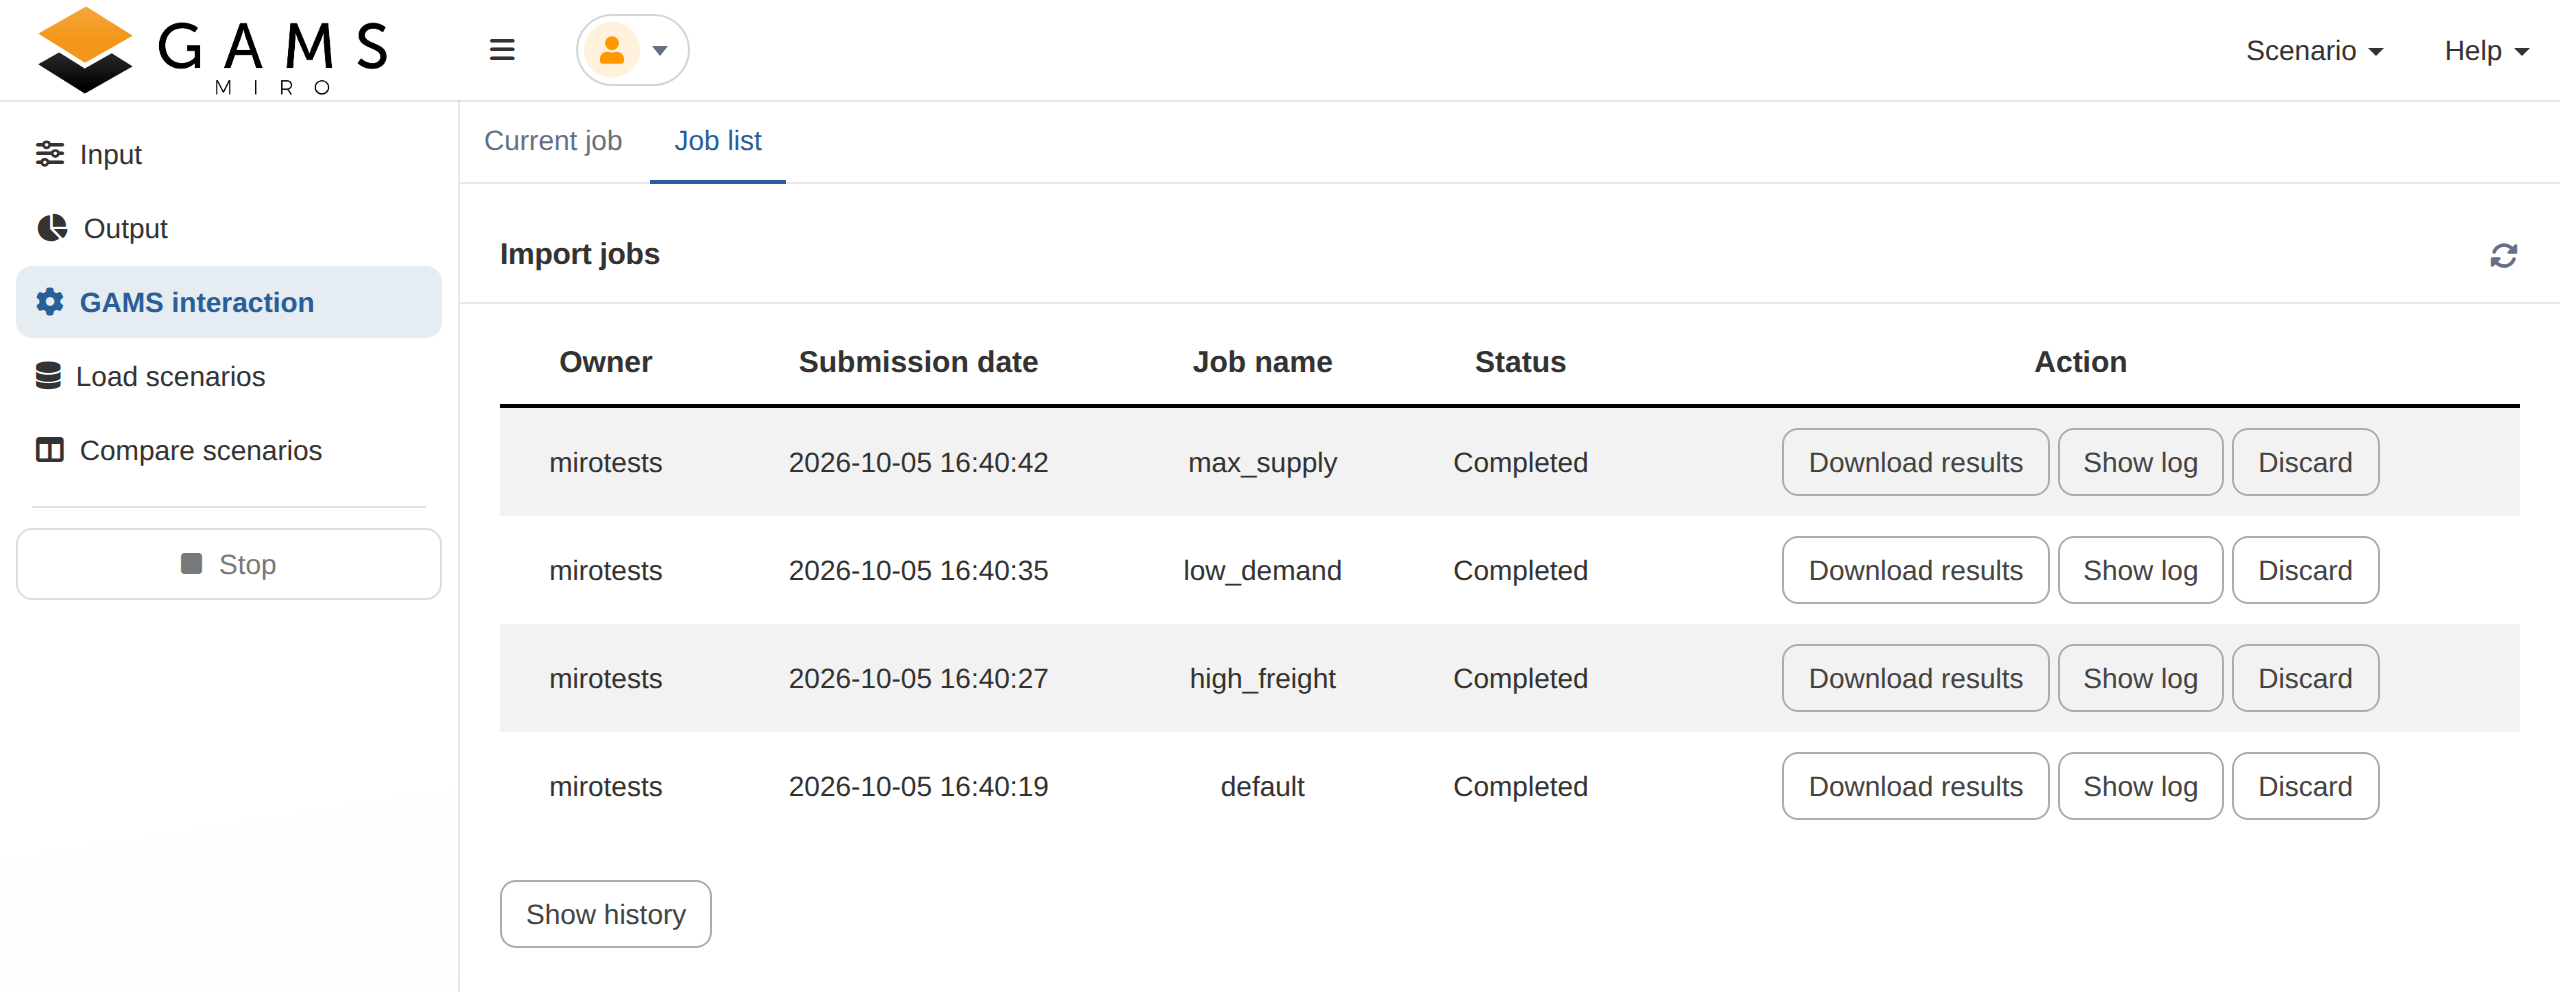 GAMS
MIRO
Scenario Help
Input
Output
GAMS interaction
Load scenarios
Compare scenarios
Stop
Current job Job list
Import jobs
Owner Submission date Job name Status Action
mirotests 2026-10-05 16:40:42 max_supply Completed Download results Show log Discard
mirotests 2026-10-05 16:40:35 low_demand Completed Download results Show log Discard
mirotests 2026-10-05 16:40:27 high_freight Completed Download results Show log Discard
mirotests 2026-10-05 16:40:19 default Completed Download results Show log Discard
Show history